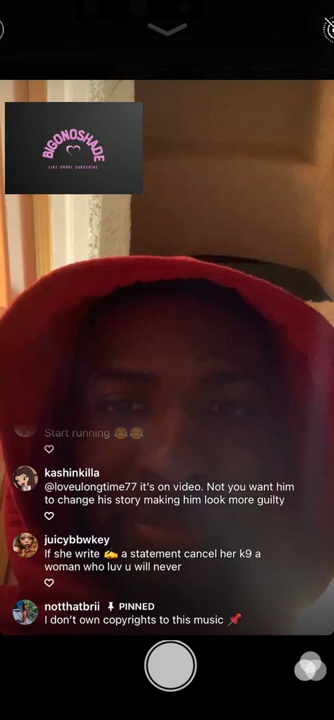 BIGONOSHADE
LIKE SHARE SUBSCRIBE
Start running 😂😂
kashinkilla
@loveulongtime77 it's on video. Not you want him
to change his story making him look more guilty
juicybbwkey
If she write ✍️ a statement cancel her k9 a
woman who luv u will never
notthatbrii PINNED
I don't own copyrights to this music 📌